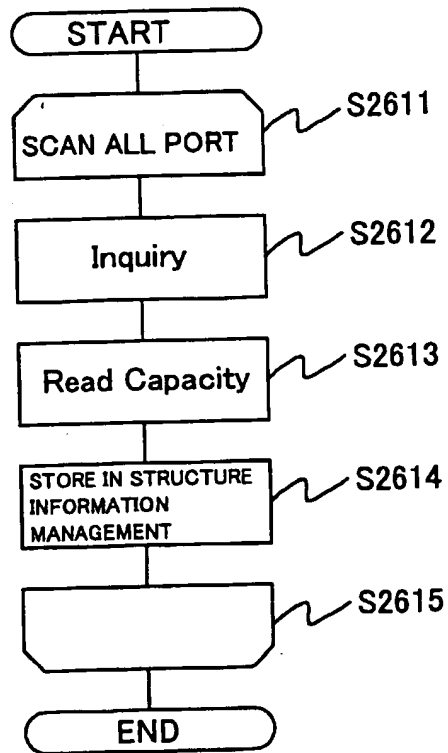 START
SCAN ALL PORT
S2611
Inquiry
S2612
Read Capacity
S2613
STORE IN STRUCTURE
INFORMATION
MANAGEMENT
S2614
S2615
END